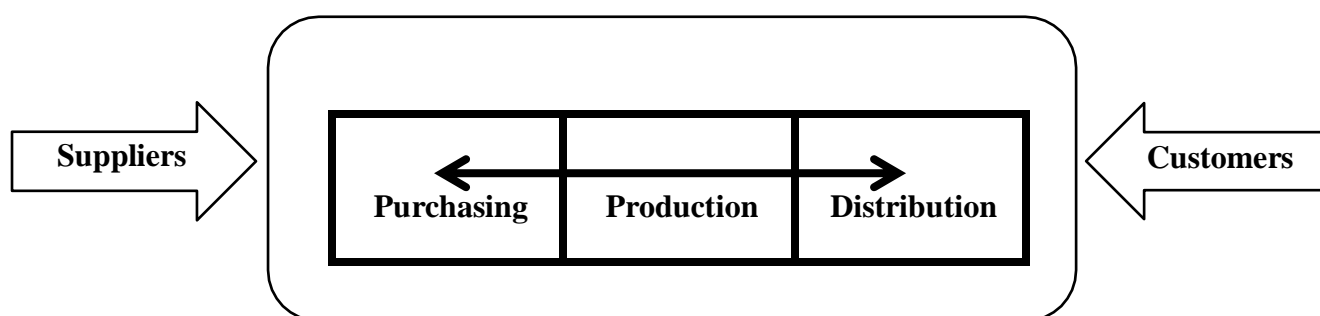 Suppliers
Customers
Purchasing
Production
Distribution